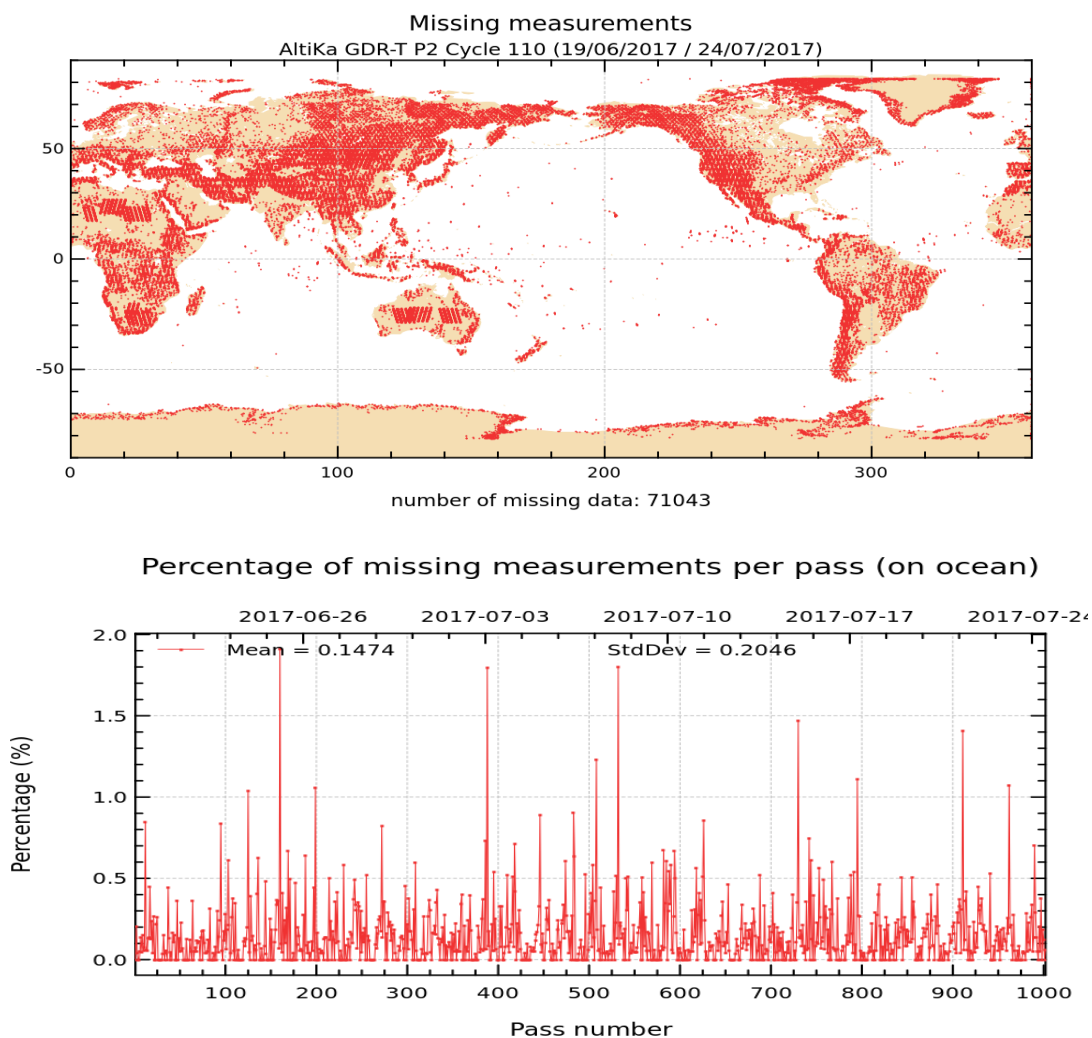 Missing measurements
AltiKa GDR-T P2 Cycle 110 (19/06/2017 / 24/07/2017)
50
0
-50
0 100 200 300
number of missing data: 71043
Percentage of missing measurements per pass (on ocean)
2017-06-26 2017-07-03 2017-07-10 2017-07-17 2017-07-24
2.0
Mean = 0.1474 StdDev = 0.2046
1.5
1.0
0.5
0.0
Percentage (%)
100 200 300 400 500 600 700 800 900 1000
Pass number